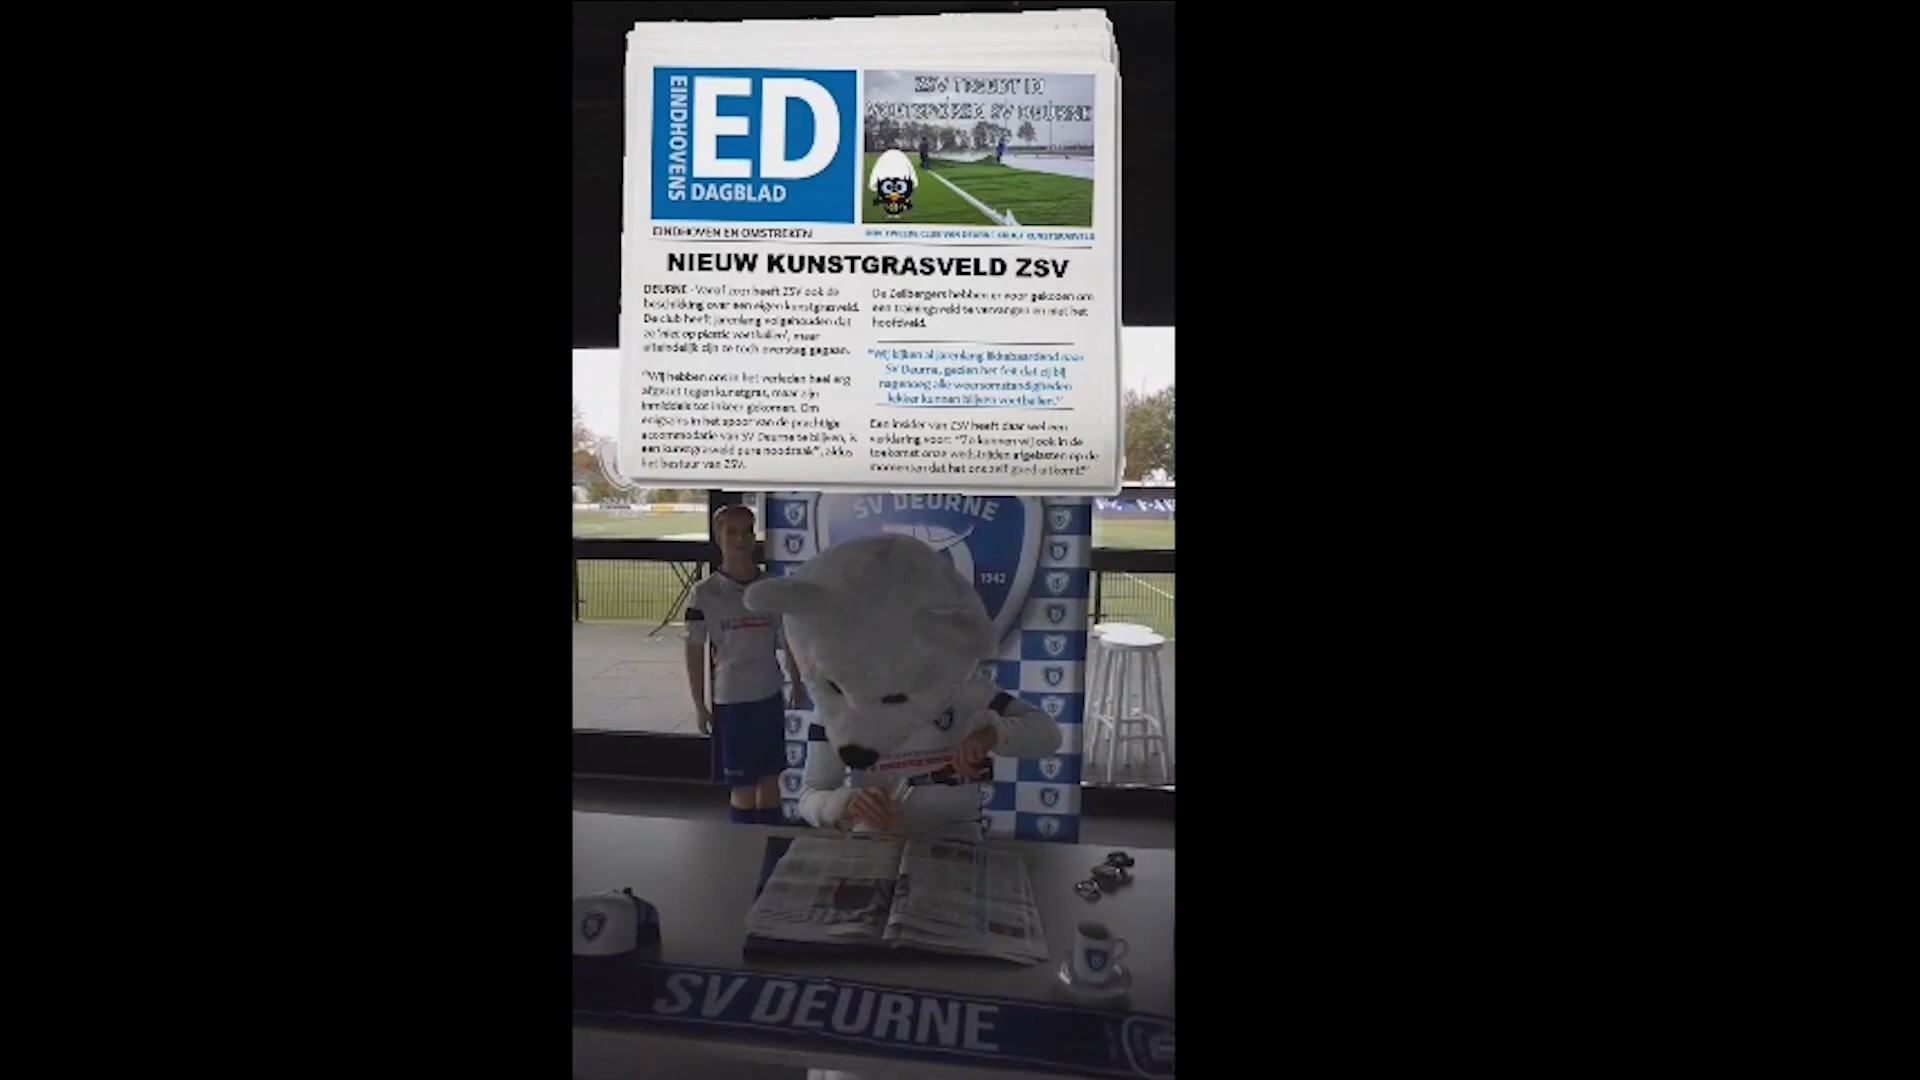 EINDHOVENS
ED
DAGBLAD
ZSV TREEDT IN
VOETSPOREN SV DEURNE
EINDHOVEN EN OMSTREKEN
NIEUW KUNSTGRASVELD ZSV
DEURNE - Vanaf 2021 heeft ZSV ook de
beschikking over een eigen kunstgrasveld.
De club heeft jarenlang volgehouden dat
ze 'niet op plastic voetballen', maar
uiteindelijk zijn ze toch overstag gegaan.
"Wij hebben ons in het verleden heel erg
afgezet tegen kunstgras, maar zijn
inmiddels tot inkeer gekomen. Om
enigszins in het spoor van de prachtige
accommodatie van SV Deurne te blijven, is
een kunstgrasveld pure noodzaak", aldus
het bestuur van ZSV.
De Zeilbergers hebben er voor gekozen om
een trainingsveld te vervangen en niet het
hoofdveld.
"Wij kijken al jarenlang likkebaardend naar
SV Deurne, gezien het feit dat zij bij
nagenoeg alle weersomstandigheden
lekker kunnen blijven voetballen."
Een insider van ZSV heeft daar wel een
verklaring voor: "Zo kunnen wij ook in de
toekomst onze wedstrijden afgelasten op de
momenten dat het ons zelf goed uitkomt."
SV DEURNE
1942
SV DEURNE